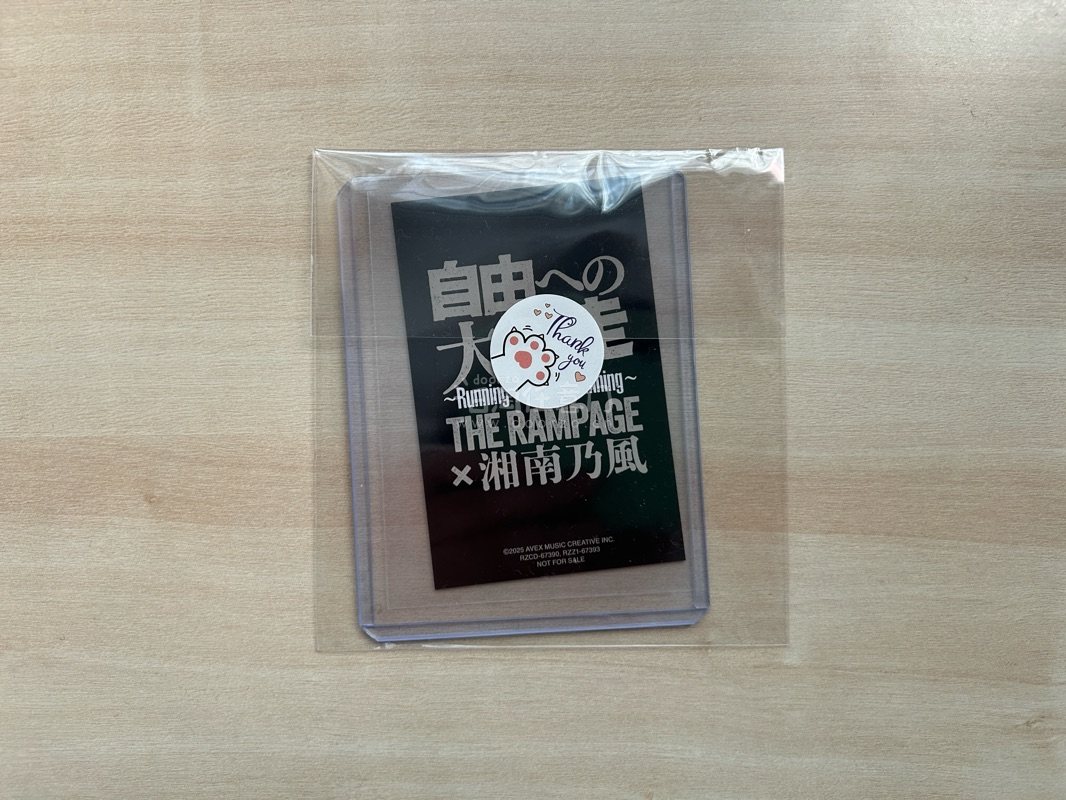 自由への
大
Thank
you
~Running
THE RAMPAGE
×湘南乃風
©2025 AVEX MUSIC CREATIVE INC.
RZCD-67390, RZZ1-67393
NOT FOR SALE